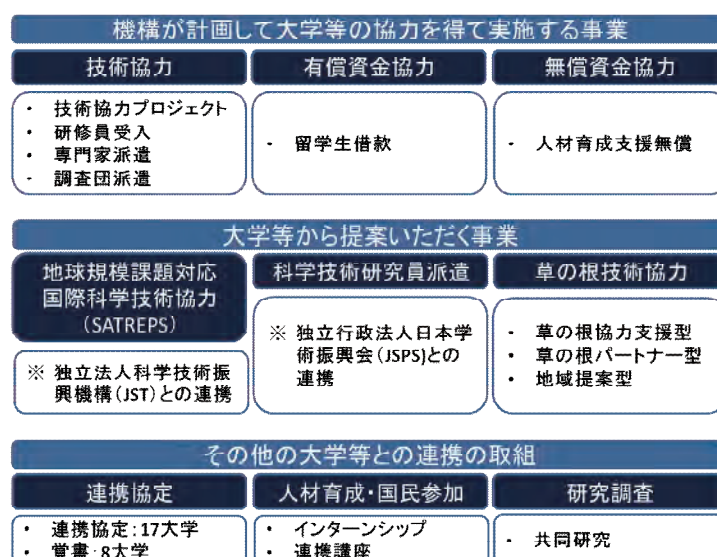 機構が計画して大学等の協力を得て実施する事業
技術協力
有償資金協力
無償資金協力
・ 技術協力プロジェクト
・ 研修員受入
・ 専門家派遣
- 調査団派遣
- 留学生借款
- 人材育成支援無償
大学等から提案いただく事業
地球規模課題対応
国際科学技術協力
(SATREPS)
科学技術研究員派遣
草の根技術協力
※ 独立法人科学技術振
興機構(JST)との連携
※ 独立行政法人日本学
術振興会(JSPS)との
連携
- 草の根協力支援型
・ 草の根パートナー型
・ 地域提案型
その他の大学等との連携の取組
連携協定
人材育成・国民参加
研究調査
・ 連携協定:17大学
・ 覚書:8大学
・ インターンシップ
・ 連携講座
- 共同研究